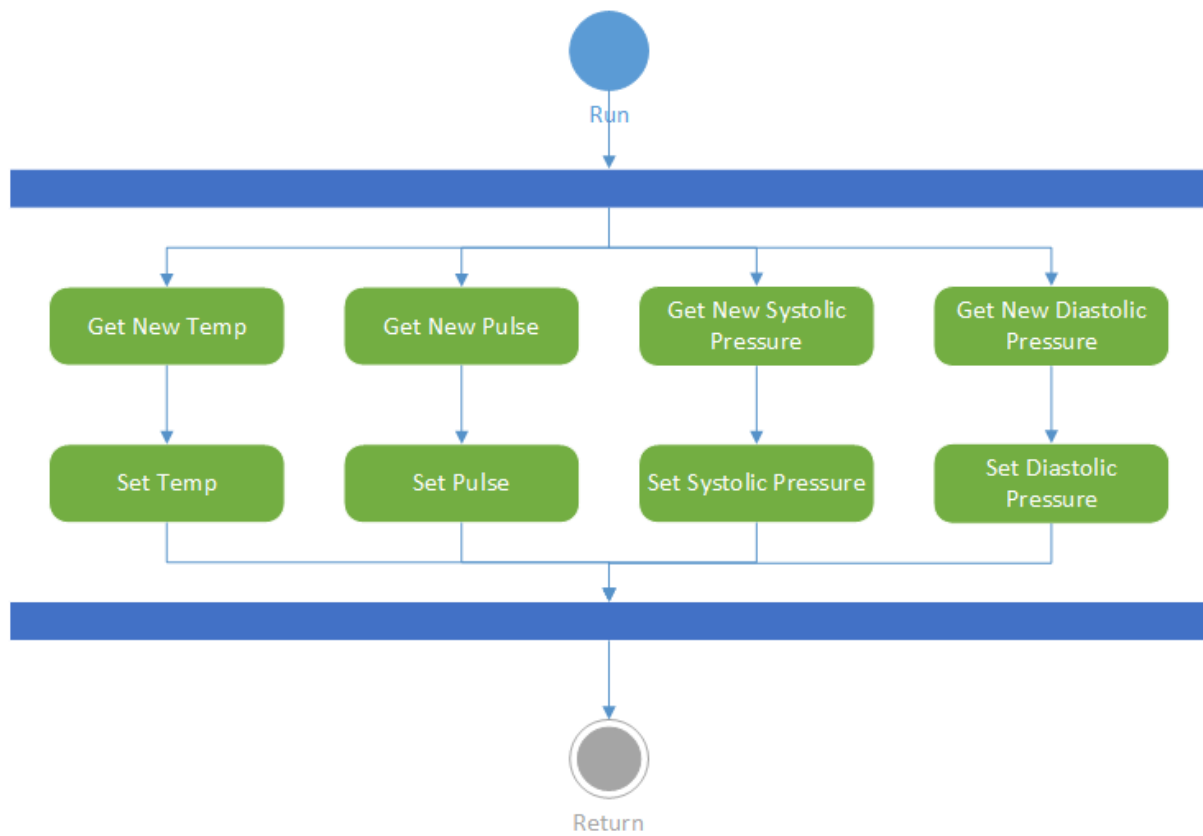 Run
Get New Temp
Get New Pulse
Get New Systolic
Pressure
Get New Diastolic
Pressure
Set Temp
Set Pulse
Set Systolic Pressure
Set Diastolic
Pressure
Return